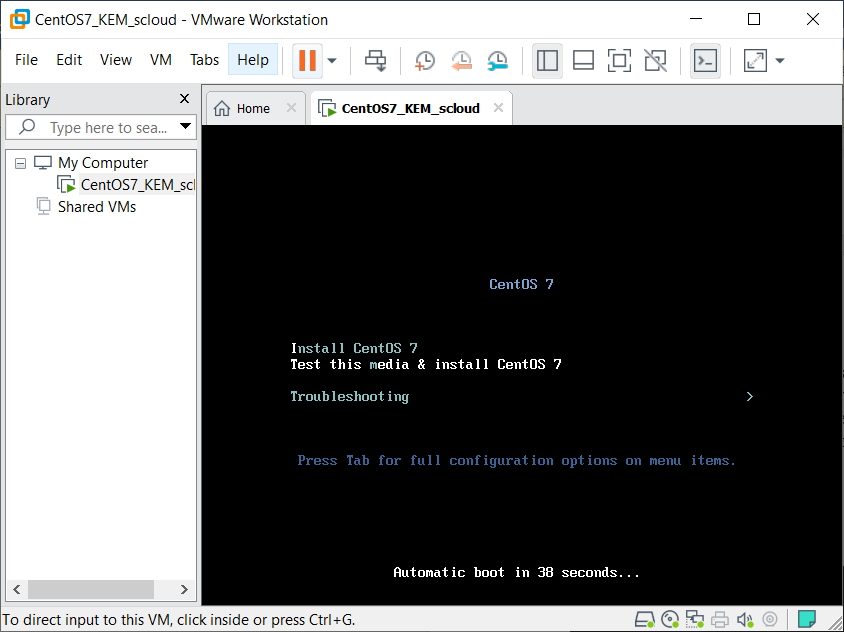 CentOS7_KEM_scloud - VMware Workstation
File Edit View VM Tabs Help
Library
Type here to sea...
Home
CentOS7_KEM_scloud
My Computer
CentOS7_KEM_scl
Shared VMs
CentOS 7
Install CentOS 7
Test this media & install CentOS 7
Troubleshooting >
Press Tab for full configuration options on menu items.
Automatic boot in 38 seconds...
To direct input to this VM, click inside or press Ctrl+G.